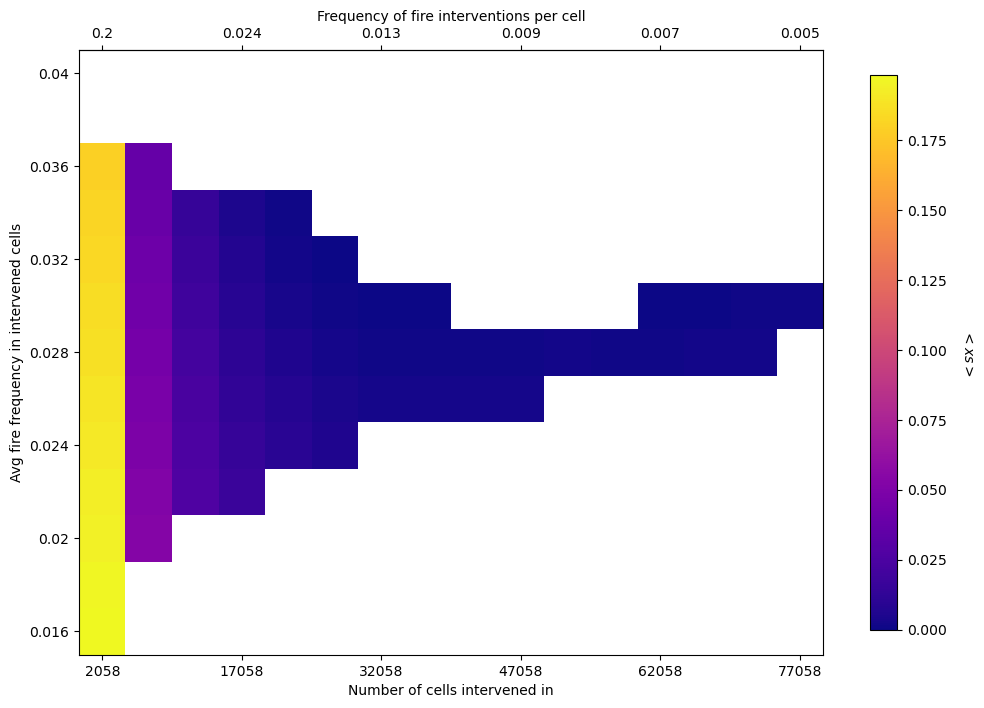 Frequency of fire interventions per cell
0.2 0.024 0.013 0.009 0.007 0.005
0.04
0.036
0.032
0.028
0.024
0.02
0.016
Avg fire frequency in intervened cells
2058 17058 32058 47058 62058 77058
Number of cells intervened in
0.175
0.150
0.125
0.100
0.075
0.050
0.025
0.000
< sx >